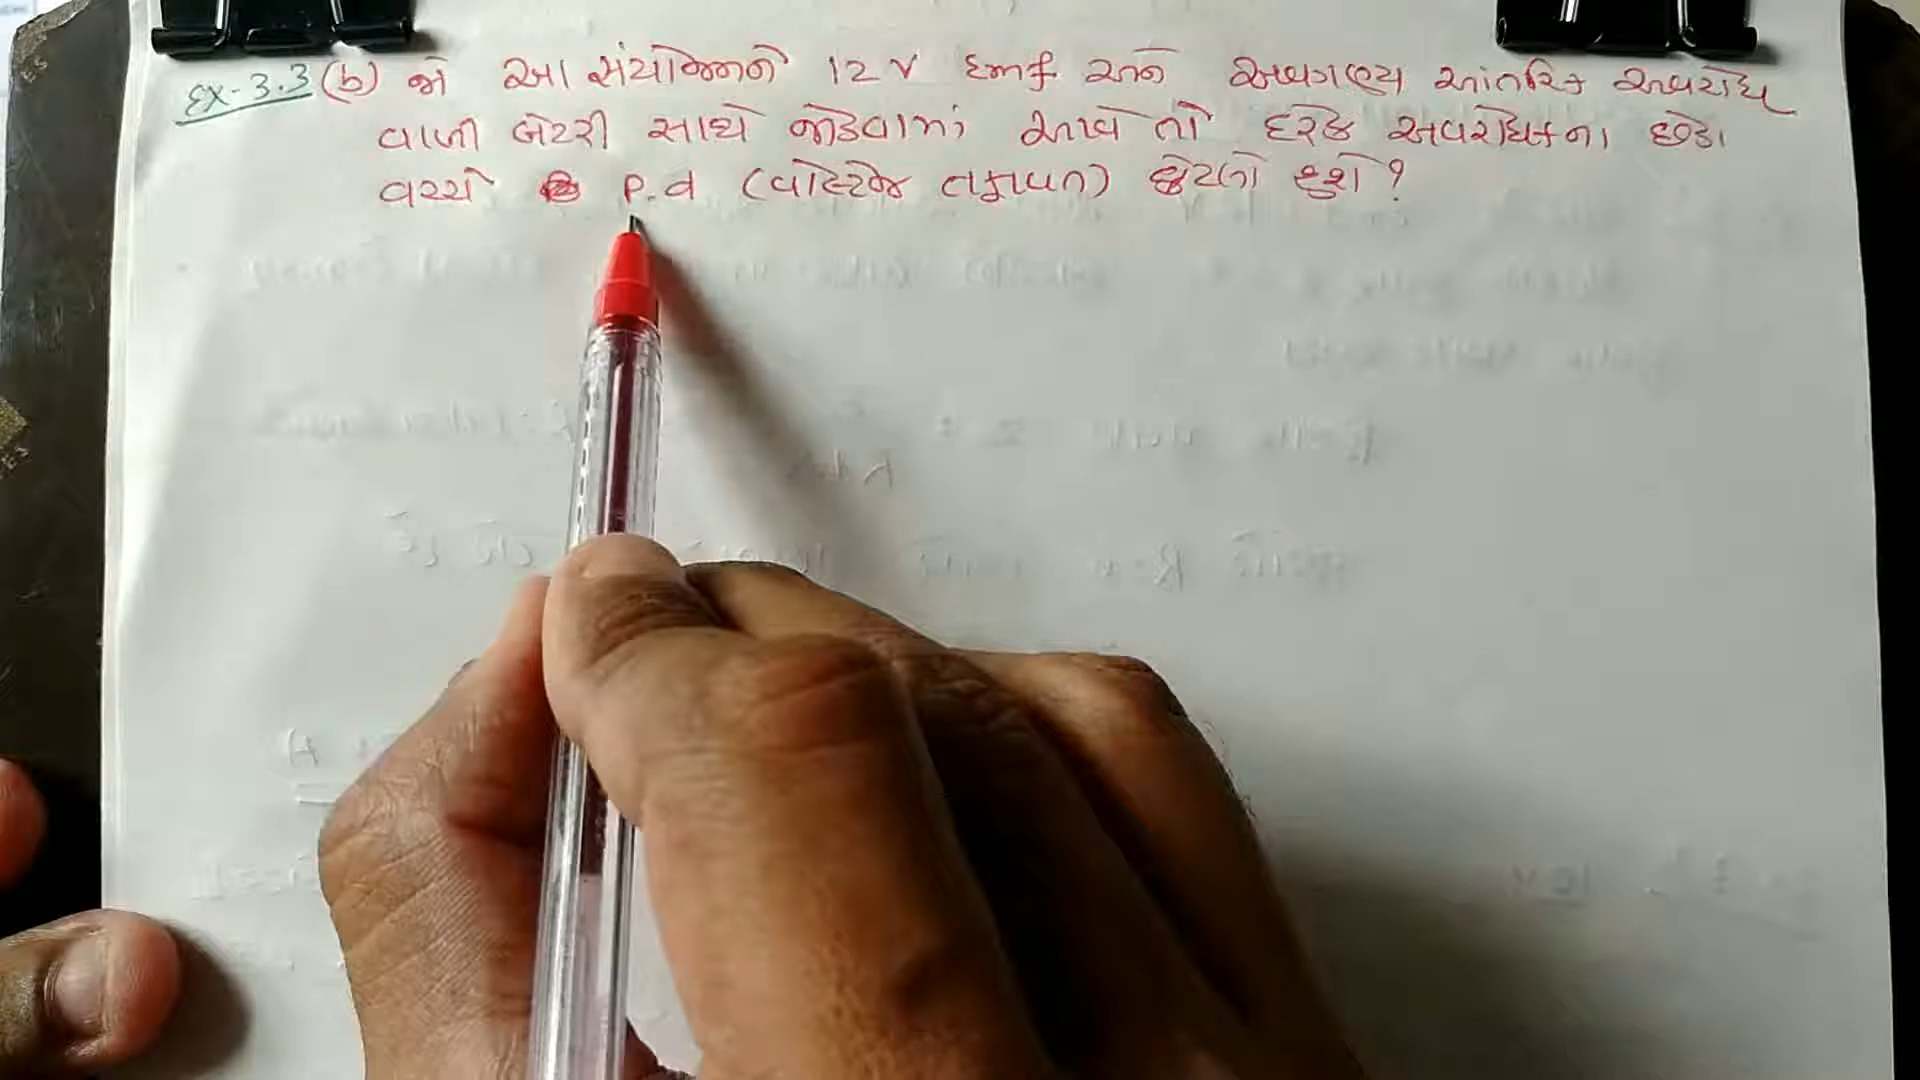 Ex-3.3 (b) જો આ સંયોજનને 12 V emf અને અવગણ્ય આંતરિક અવરોધ
વાળી બેટરી સાથે જોડવામાં આવે તો દરેક અવરોધકના છેડા
વચ્ચે P.d (વોલ્ટેજ તફાવત) કેટલો હશે ?